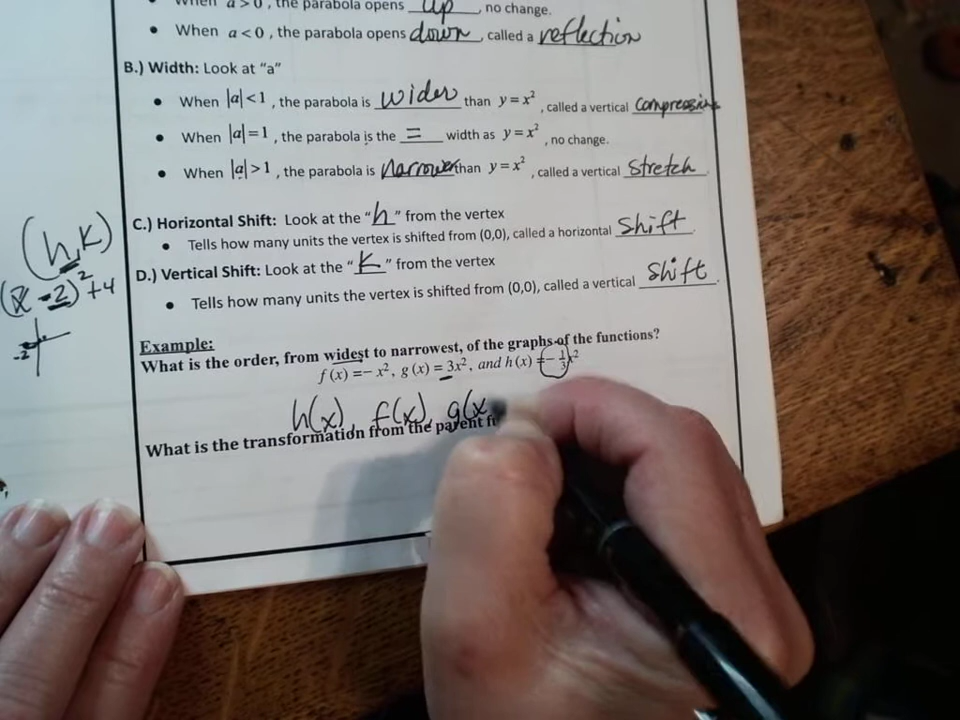 When a > 0, the parabola opens up, no change.
• When a < 0, the parabola opens down, called a reflection
B.) Width: Look at "a"
• When |a| < 1, the parabola is wider than y = x², called a vertical compression
• When |a| = 1, the parabola is the = width as y = x², no change.
• When |a| > 1, the parabola is Narrower than y = x², called a vertical stretch.
C.) Horizontal Shift: Look at the "h" from the vertex
• Tells how many units the vertex is shifted from (0,0), called a horizontal shift.
D.) Vertical Shift: Look at the "K" from the vertex
• Tells how many units the vertex is shifted from (0,0), called a vertical shift.
(h,K)
(x-2)²+4
-2
Example:
What is the order, from widest to narrowest, of the graphs of the functions?
f(x) = -x², g(x) = 3x², and h(x) = -1/3x²
h(x), f(x), g(x
What is the transformation from the parent f